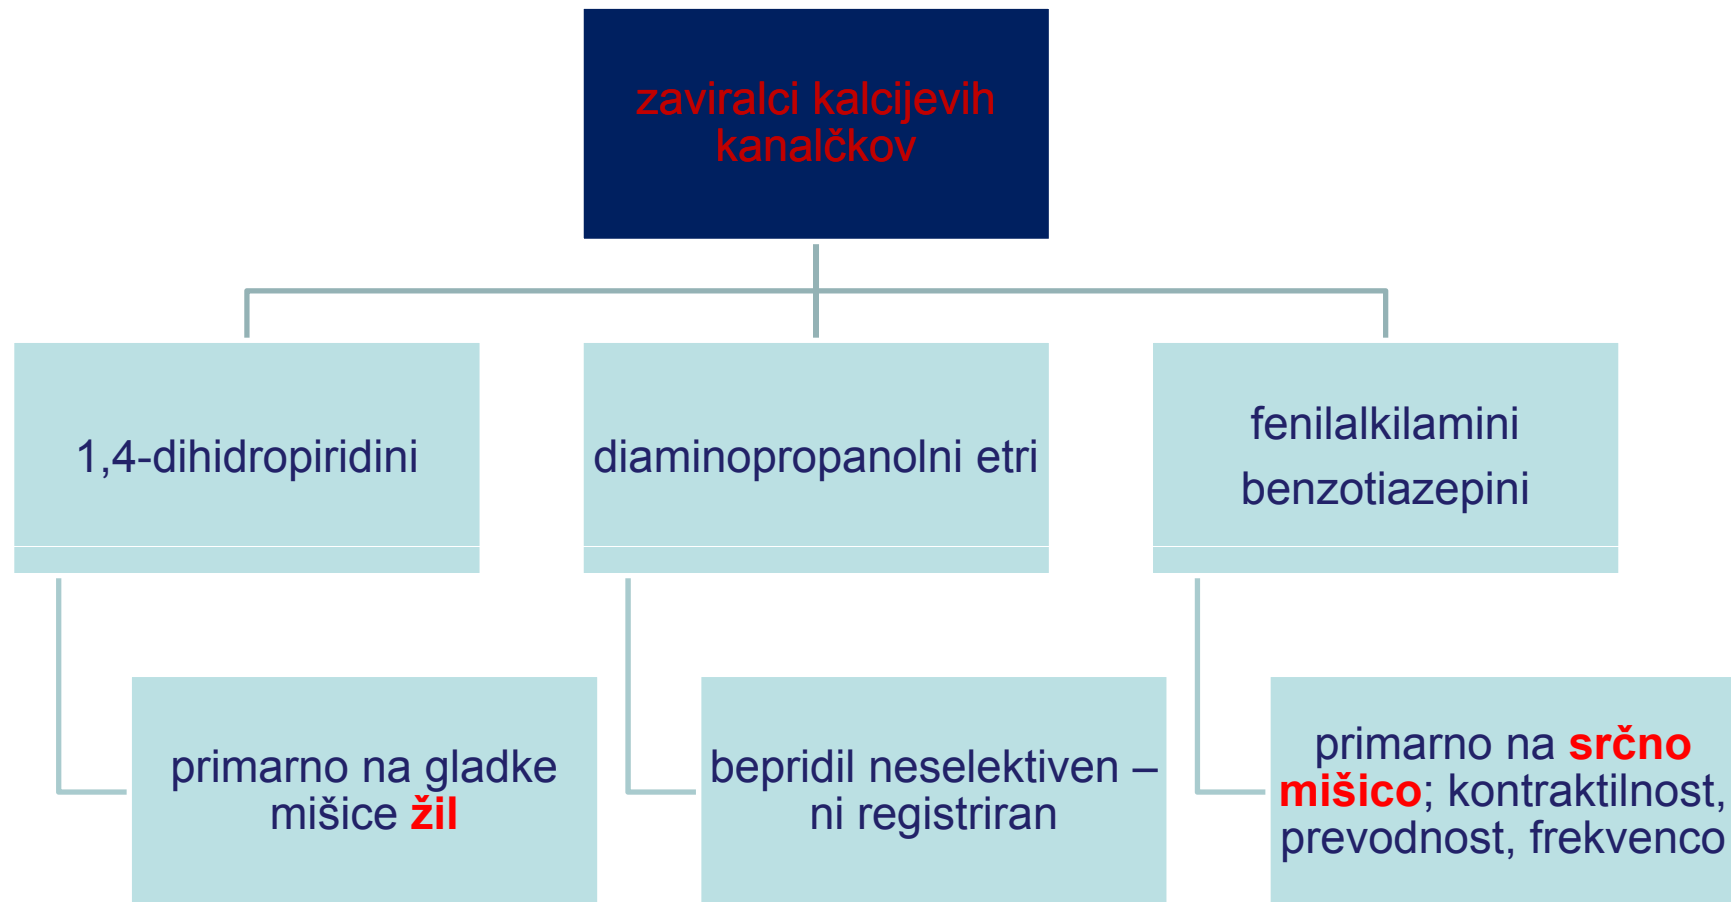 zaviralci kalcijevih
kanalčkov
1,4-dihidropiridini
diaminopropanolni etri
fenilalkilamini
benzotiazepini
primarno na gladke
mišice žil
bepridil neselektiven –
ni registriran
primarno na srčno
mišico; kontraktilnost,
prevodnost, frekvenco